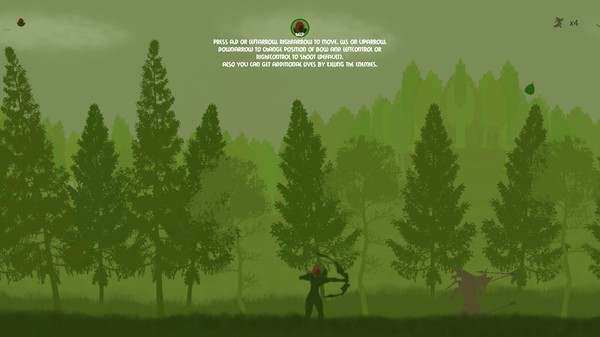 HELP
x4
PRESS A,D OR LEFTARROW, RIGHTARROW TO MOVE. W,S OR UPARROW,
DOWNARROW TO CHANGE POSITION OF BOW AND LEFTCONTROL OR
RIGHTCONTROL TO SHOOT (DEFAULT).
ALSO YOU CAN GET ADDITIONAL LIVES BY KILLING THE ENEMIES.